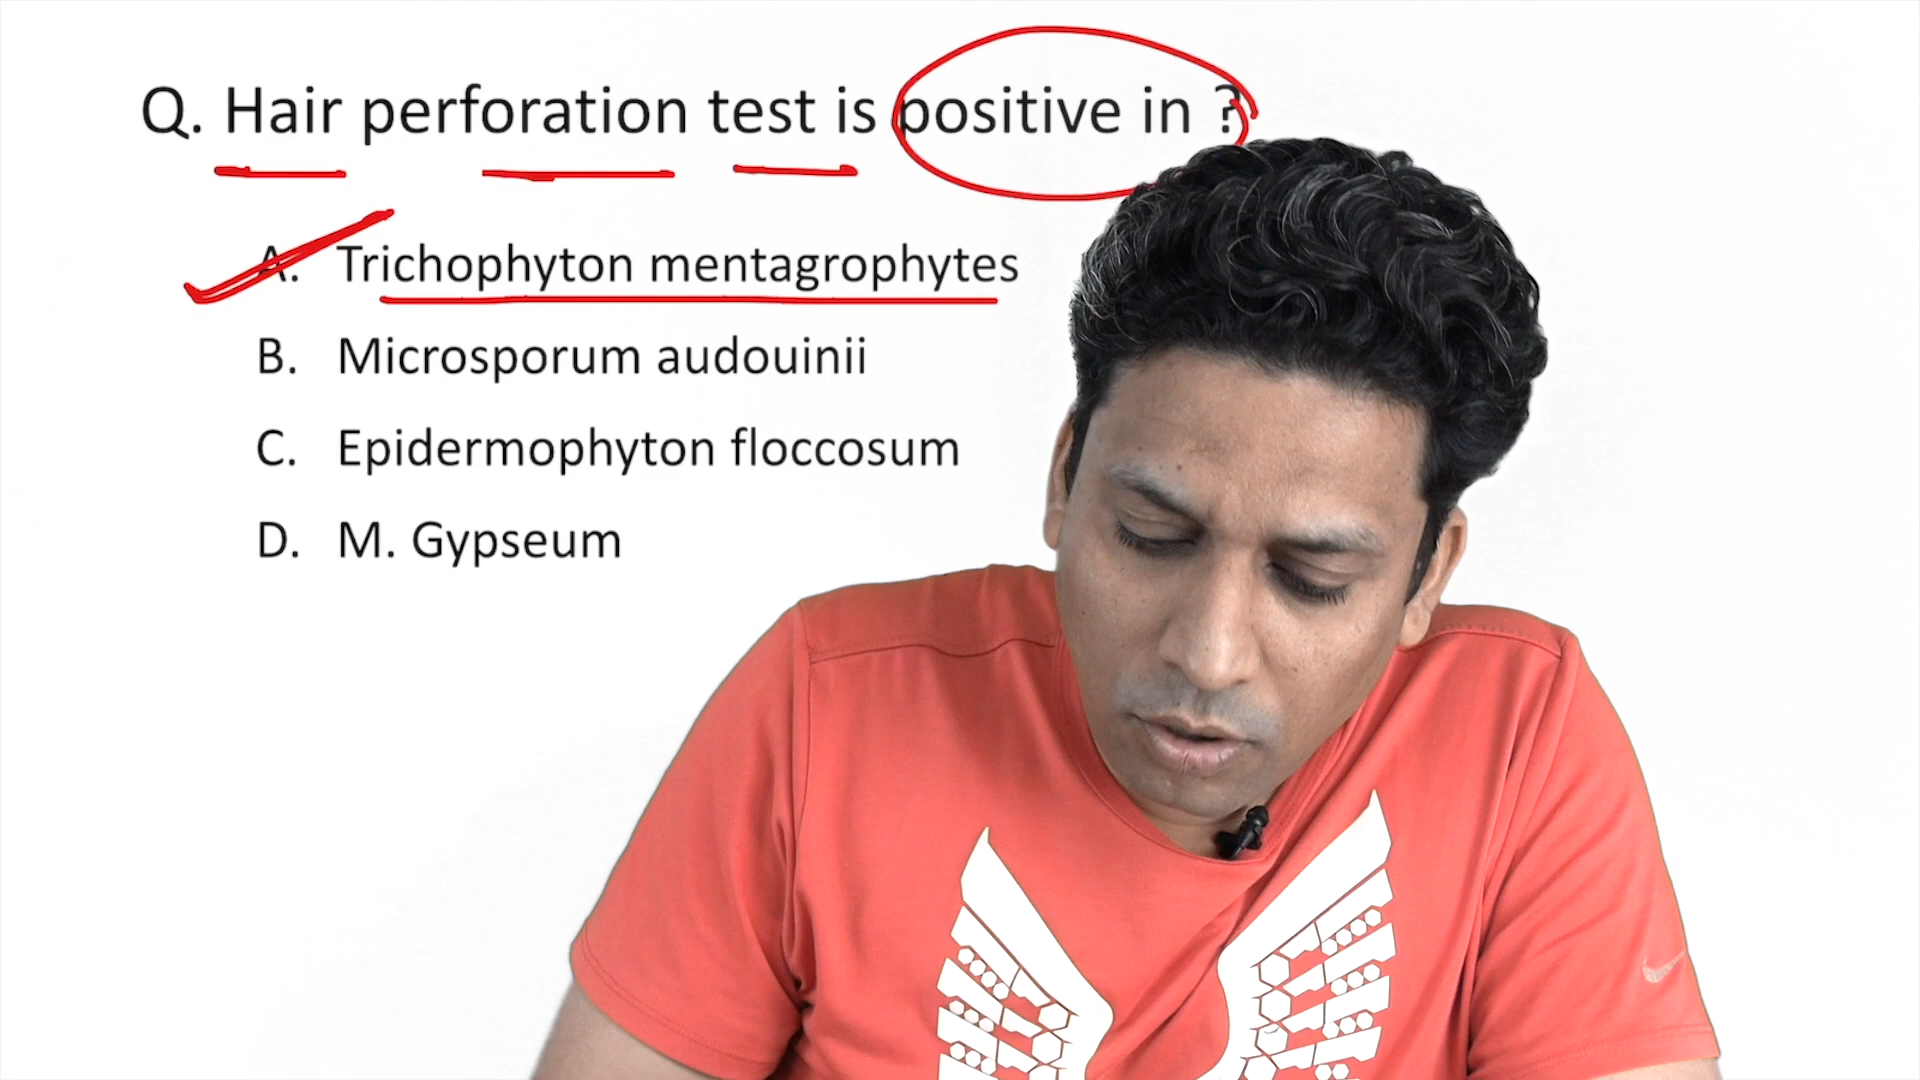 Q. Hair perforation test is positive in ?
A. Trichophyton mentagrophytes
B. Microsporum audouinii
C. Epidermophyton floccosum
D. M. Gypseum